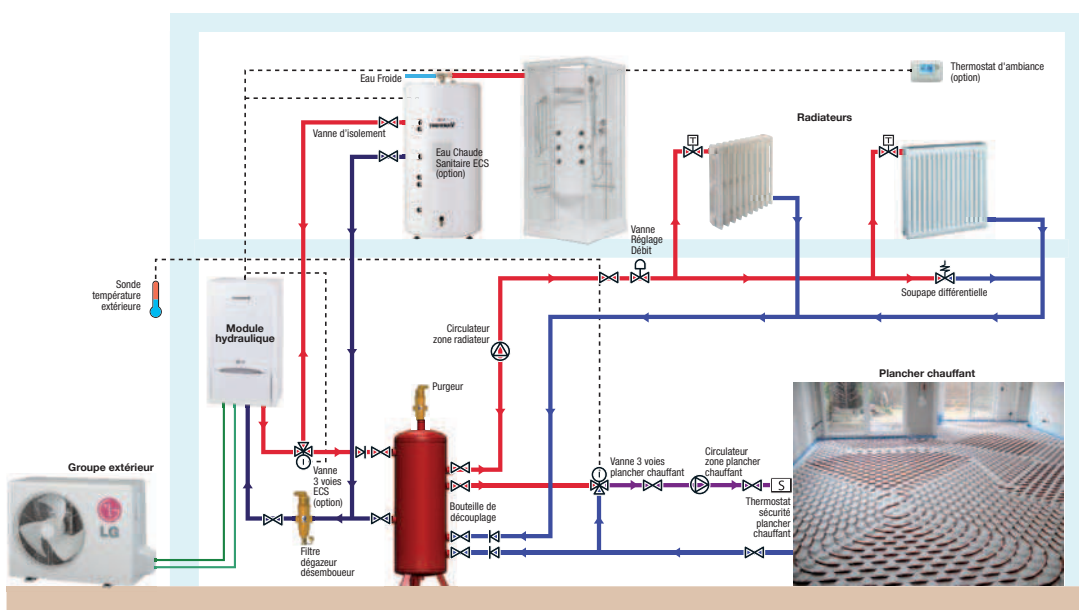 Eau Froide
Thermostat d'ambiance
(option)
Vanne d'isolement
Eau Chaude
Sanitaire ECS
(option)
Radiateurs
T
T
Vanne
Réglage
Débit
Sonde
température
extérieure
Soupape différentielle
Module
hydraulique
Circulateur
zone radiateur
Purgeur
Plancher chauffant
Groupe extérieur
LG
Vanne
3 voies
ECS
(option)
i
i
Vanne 3 voies
plancher chauffant
Circulateur
zone plancher
chauffant
S
Thermostat
sécurité
plancher
chauffant
Bouteille de
découplage
Filtre
dégazeur
désemboueur